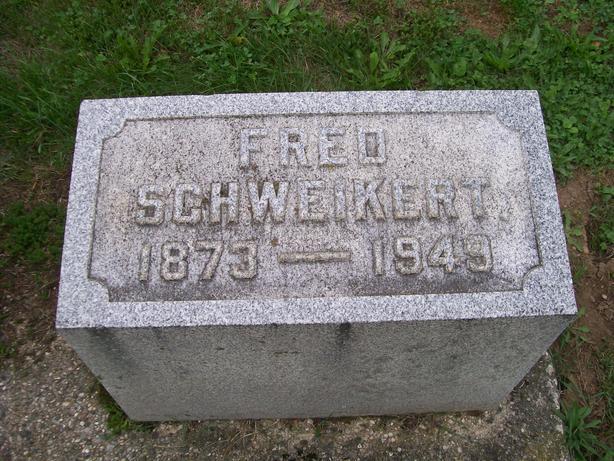 FRED
SCHWEIKERT.
1873 — 1949